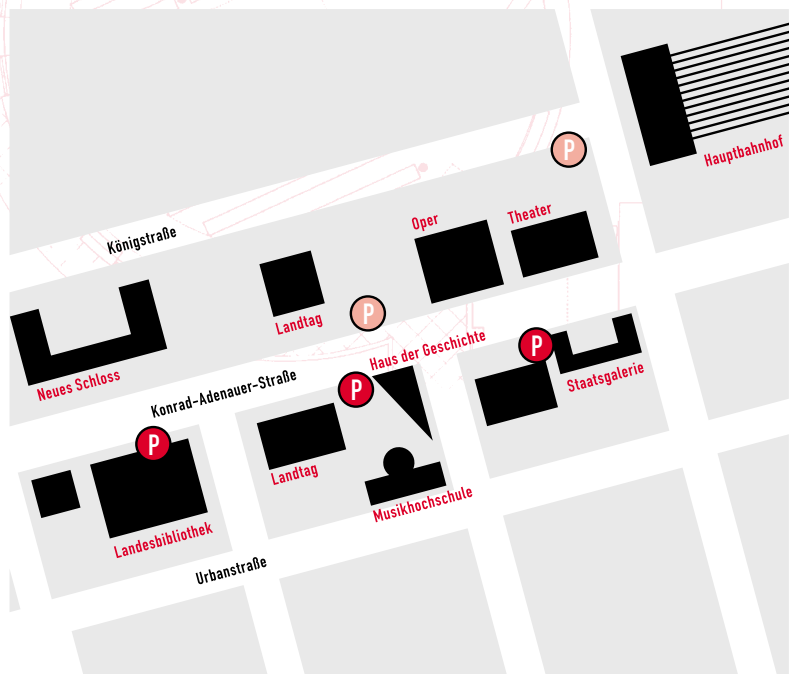 Hauptbahnhof
P
Theater
Oper
Königstraße
Landtag
P
Neues Schloss
Haus der Geschichte
P
Staatsgalerie
P
Konrad-Adenauer-Straße
P
Landtag
Musikhochschule
Landesbibliothek
Urbanstraße